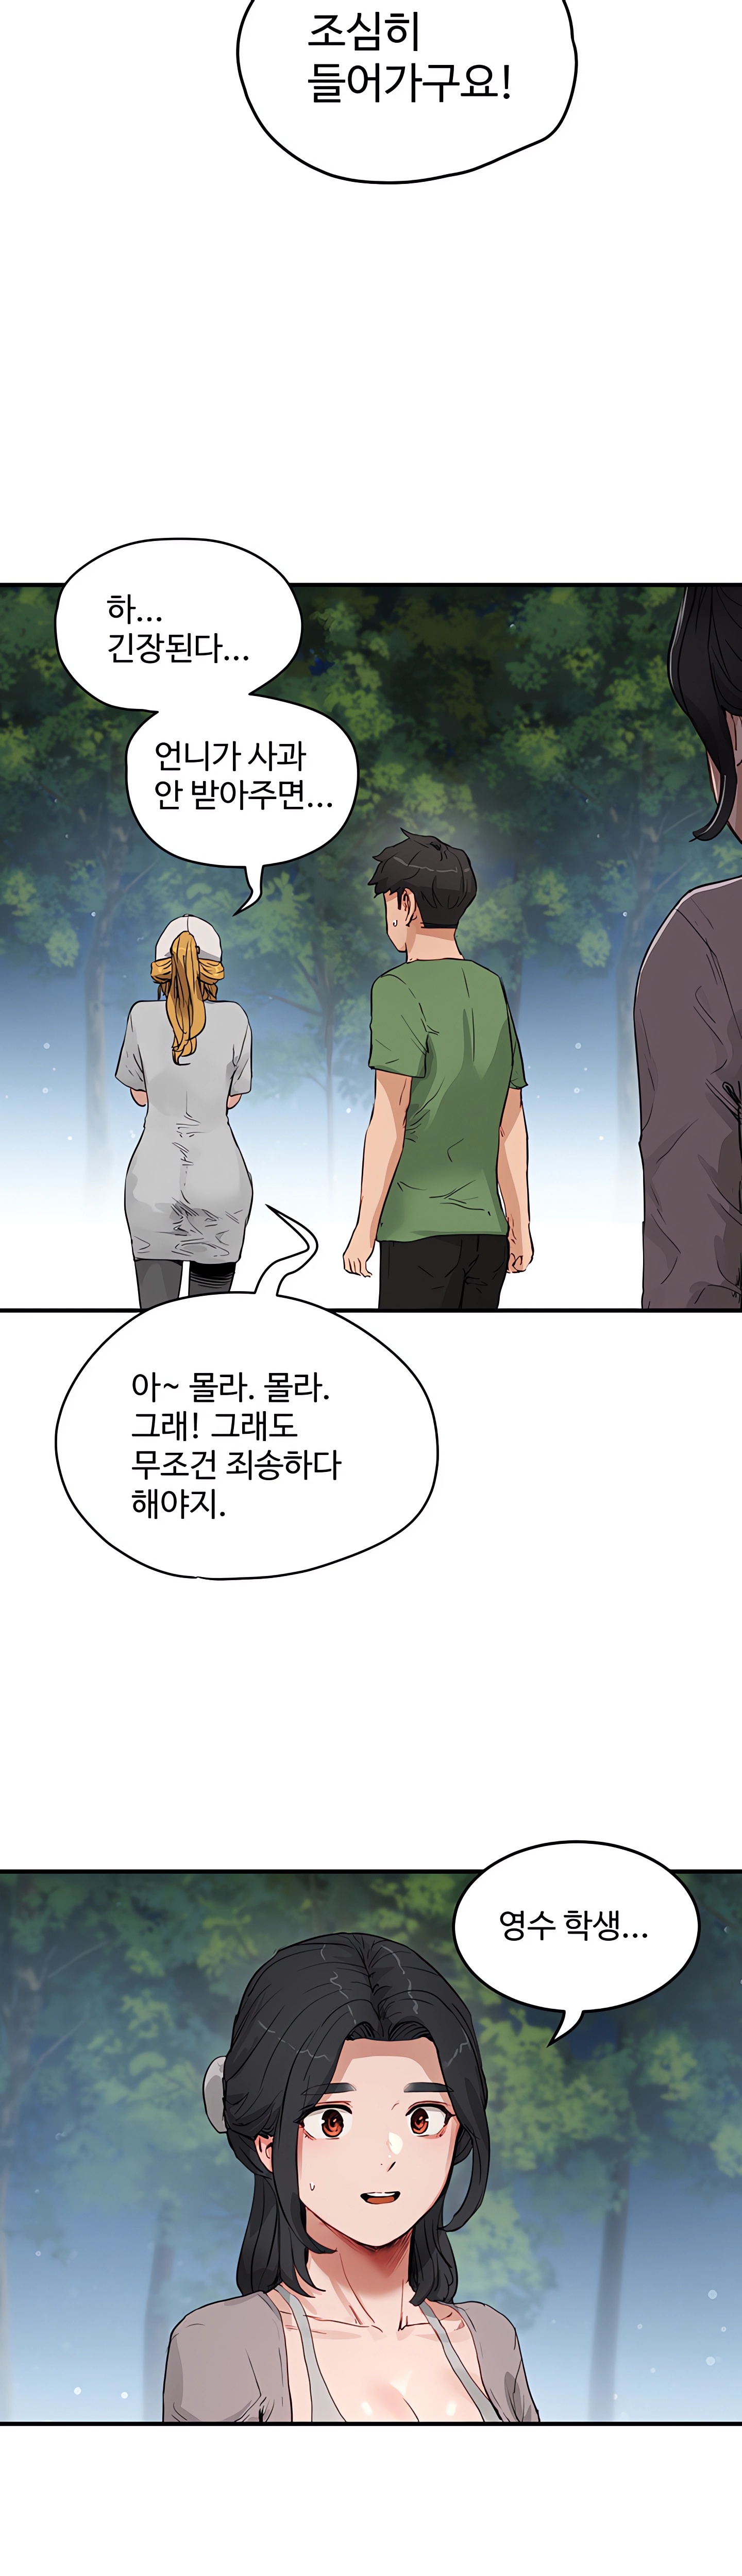 조심히
들어가구요!
하...
긴장된다...
언니가 사과
안 받아주면...
아~ 몰라. 몰라.
그래! 그래도
무조건 죄송하다
해야지.
영수 학생...